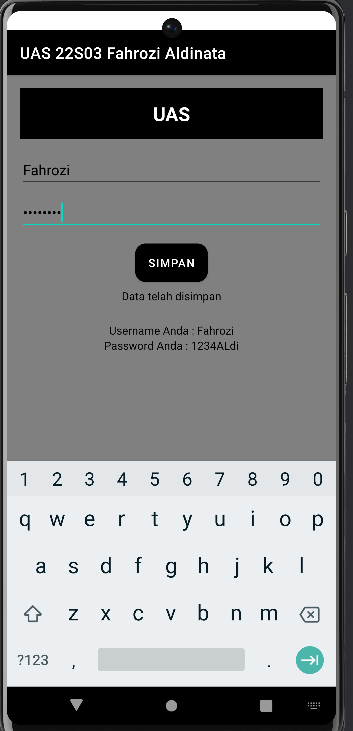 UAS 22S03 Fahrozi Aldinata
UAS
Fahrozi
••••••••
SIMPAN
Data telah disimpan
Username Anda : Fahrozi
Password Anda : 1234ALdi
1 2 3 4 5 6 7 8 9 0
q w e r t y u i o p
a s d f g h j k l
z x c v b n m
?123 , .